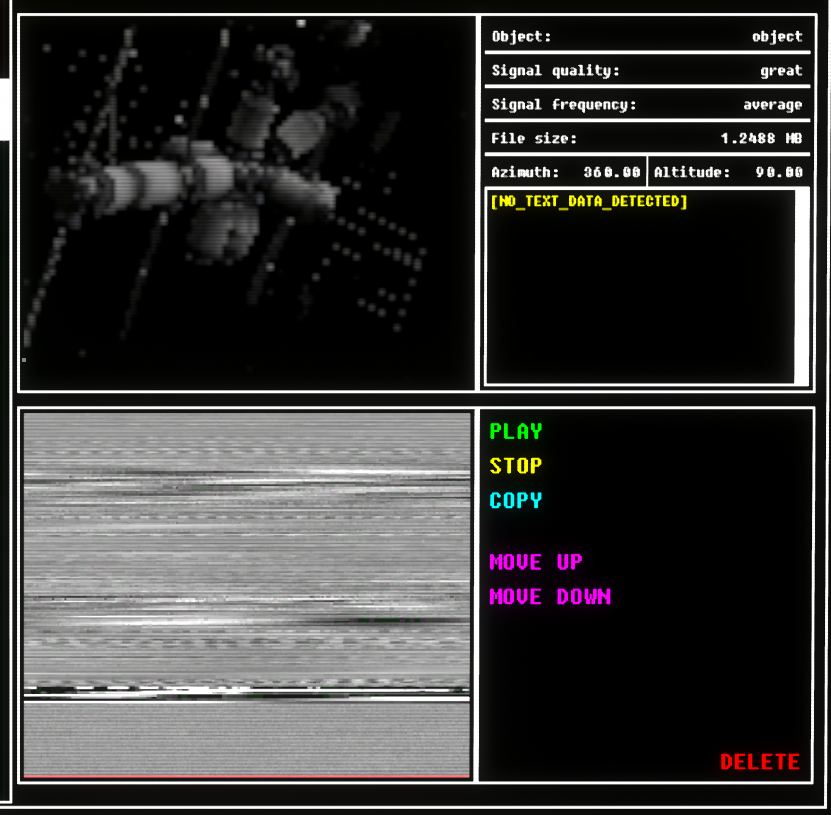 Object: object
Signal quality: great
Signal frequency: average
File size: 1.2488 MB
Azimuth: 360.00 Altitude: 90.00
[NO_TEXT_DATA_DETECTED]
PLAY
STOP
COPY
MOVE UP
MOVE DOWN
DELETE